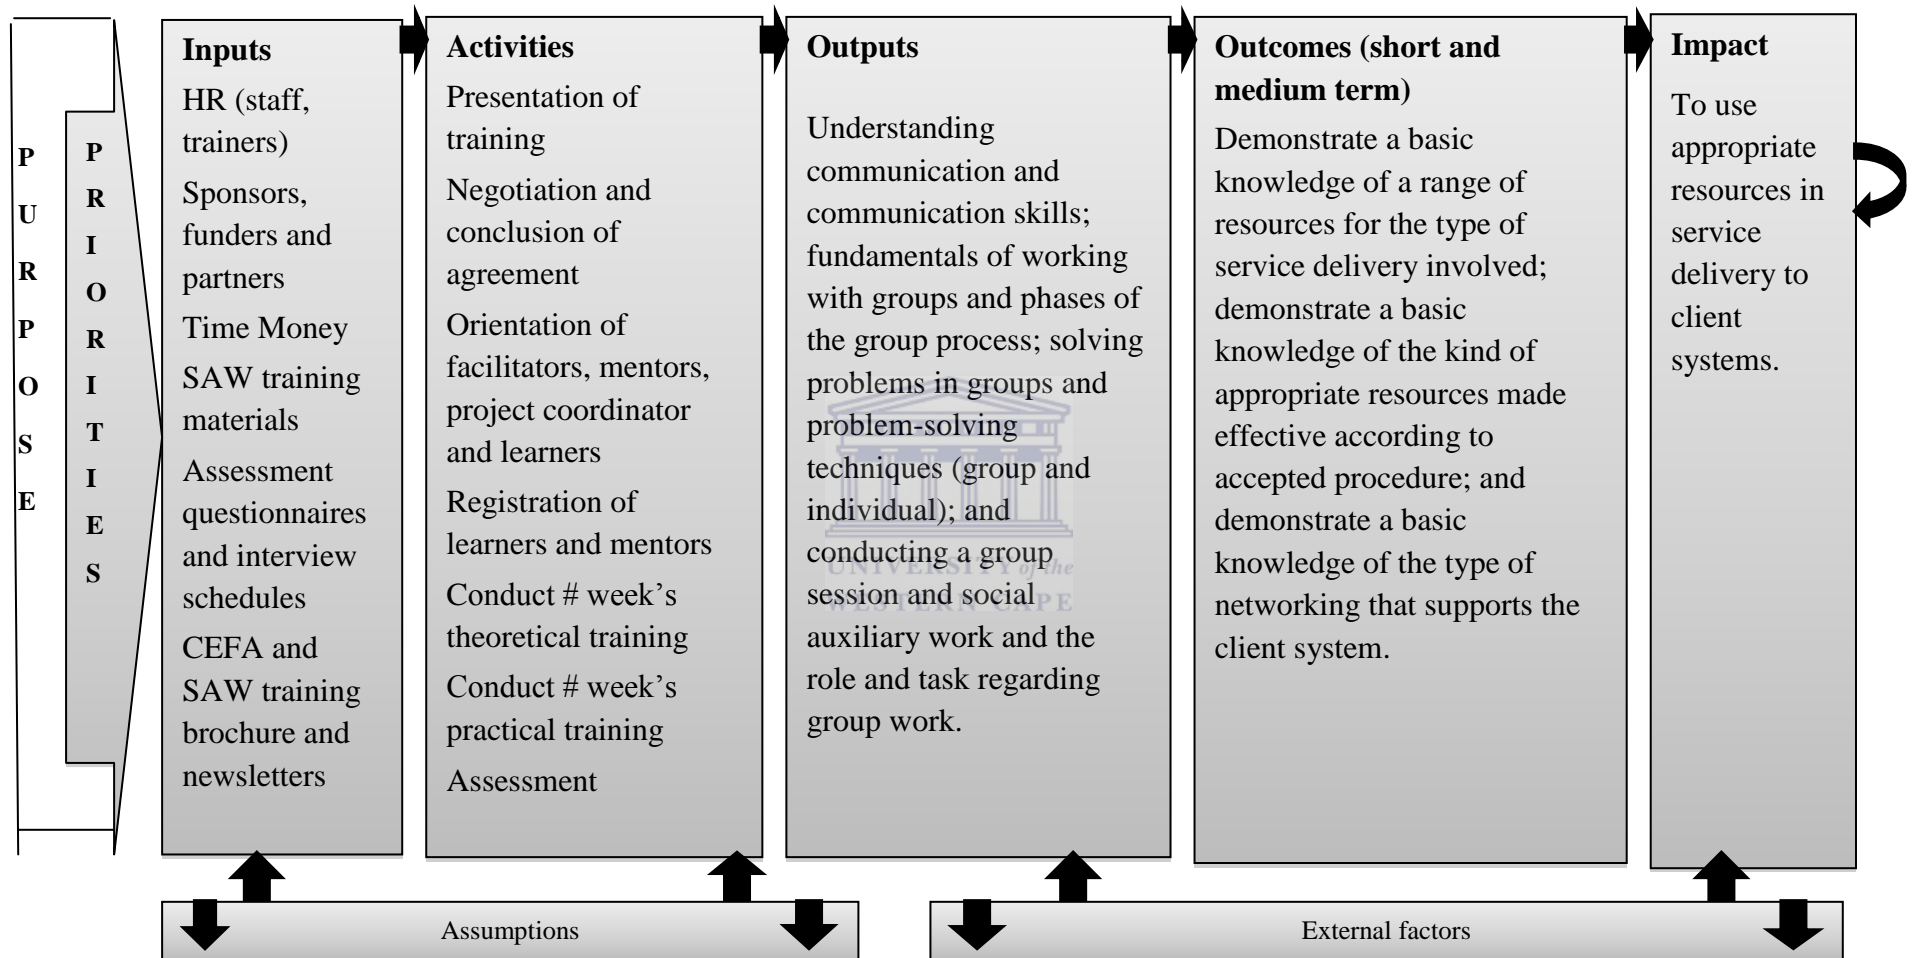 PURPOSE
PRIORITIES
Inputs
HR (staff,
trainers)
Sponsors,
funders and
partners
Time Money
SAW training
materials
Assessment
questionnaires
and interview
schedules
CEFA and
SAW training
brochure and
newsletters
Activities
Presentation of
training
Negotiation and
conclusion of
agreement
Orientation of
facilitators, mentors,
project coordinator
and learners
Registration of
learners and mentors
Conduct # week’s
theoretical training
Conduct # week’s
practical training
Assessment
Outputs
Understanding
communication and
communication skills;
fundamentals of working
with groups and phases of
the group process; solving
problems in groups and
problem-solving
techniques (group and
individual); and
conducting a group
session and social
auxiliary work and the
role and task regarding
group work.
UNIVERSITY of the
WESTERN CAPE
Outcomes (short and
medium term)
Demonstrate a basic
knowledge of a range of
resources for the type of
service delivery involved;
demonstrate a basic
knowledge of the kind of
appropriate resources made
effective according to
accepted procedure; and
demonstrate a basic
knowledge of the type of
networking that supports the
client system.
Impact
To use
appropriate
resources in
service
delivery to
client
systems.
Assumptions
External factors